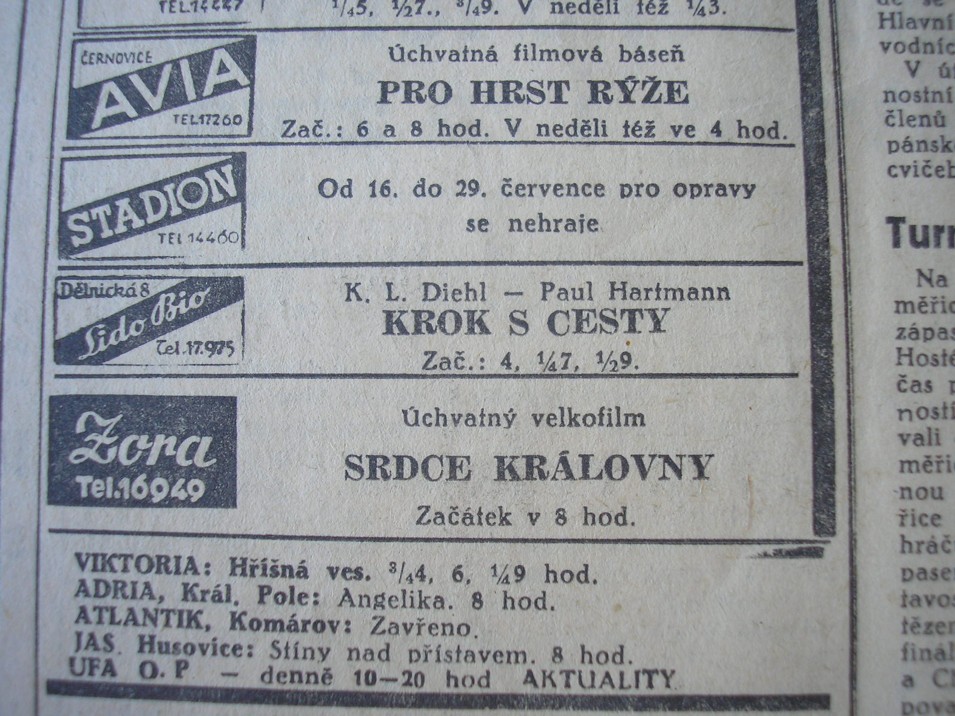 TEL.14447
¼5, ½7., ¾9. V neděli též ¼3.
ČERNOVICE
AVIA
TEL.17260
Úchvatná filmová báseň
PRO HRST RÝŽE
Zač.: 6 a 8 hod. V neděli též ve 4 hod.
STADION
TEL 14460
Od 16. do 29. července pro opravy
se nehraje
Dělnická 8
Lido Bio
Tel.17.975
K. L. Diehl — Paul Hartmann
KROK S CESTY
Zač.: 4, ¼7, ½9.
Zora
Tel.16949
Úchvatný velkofilm
SRDCE KRÁLOVNY
Začátek v 8 hod.
VIKTORIA: Hříšná ves. ¾4, 6, ¼9 hod.
ADRIA, Král. Pole: Angelika. 8 hod.
ATLANTIK, Komárov: Zavřeno.
JAS Husovice: Stíny nad přístavem. 8 hod.
UFA O. P — denně 10—20 hod AKTUALITY
Hlavní
vodníc
V ú
nostní
členů
pánsk
cvičeb
Turn
Na
měřic
zápas
Hosté
čas
nosti
vali
měři
nou
řice
hráč
pasen
tavos
těžen
finál
a C
pove